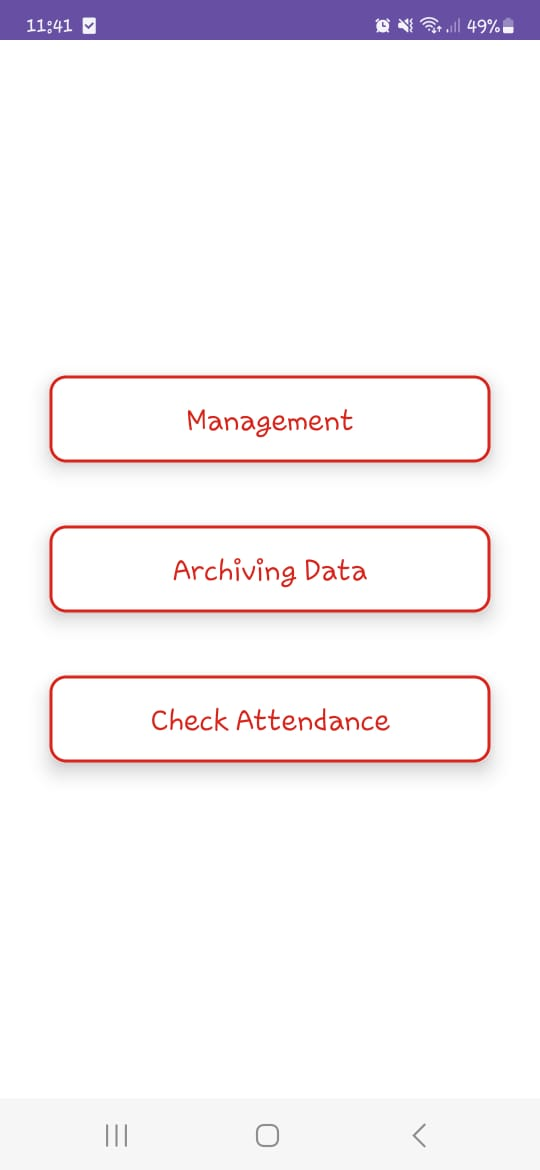 11:41 49%
Management
Archiving Data
Check Attendance